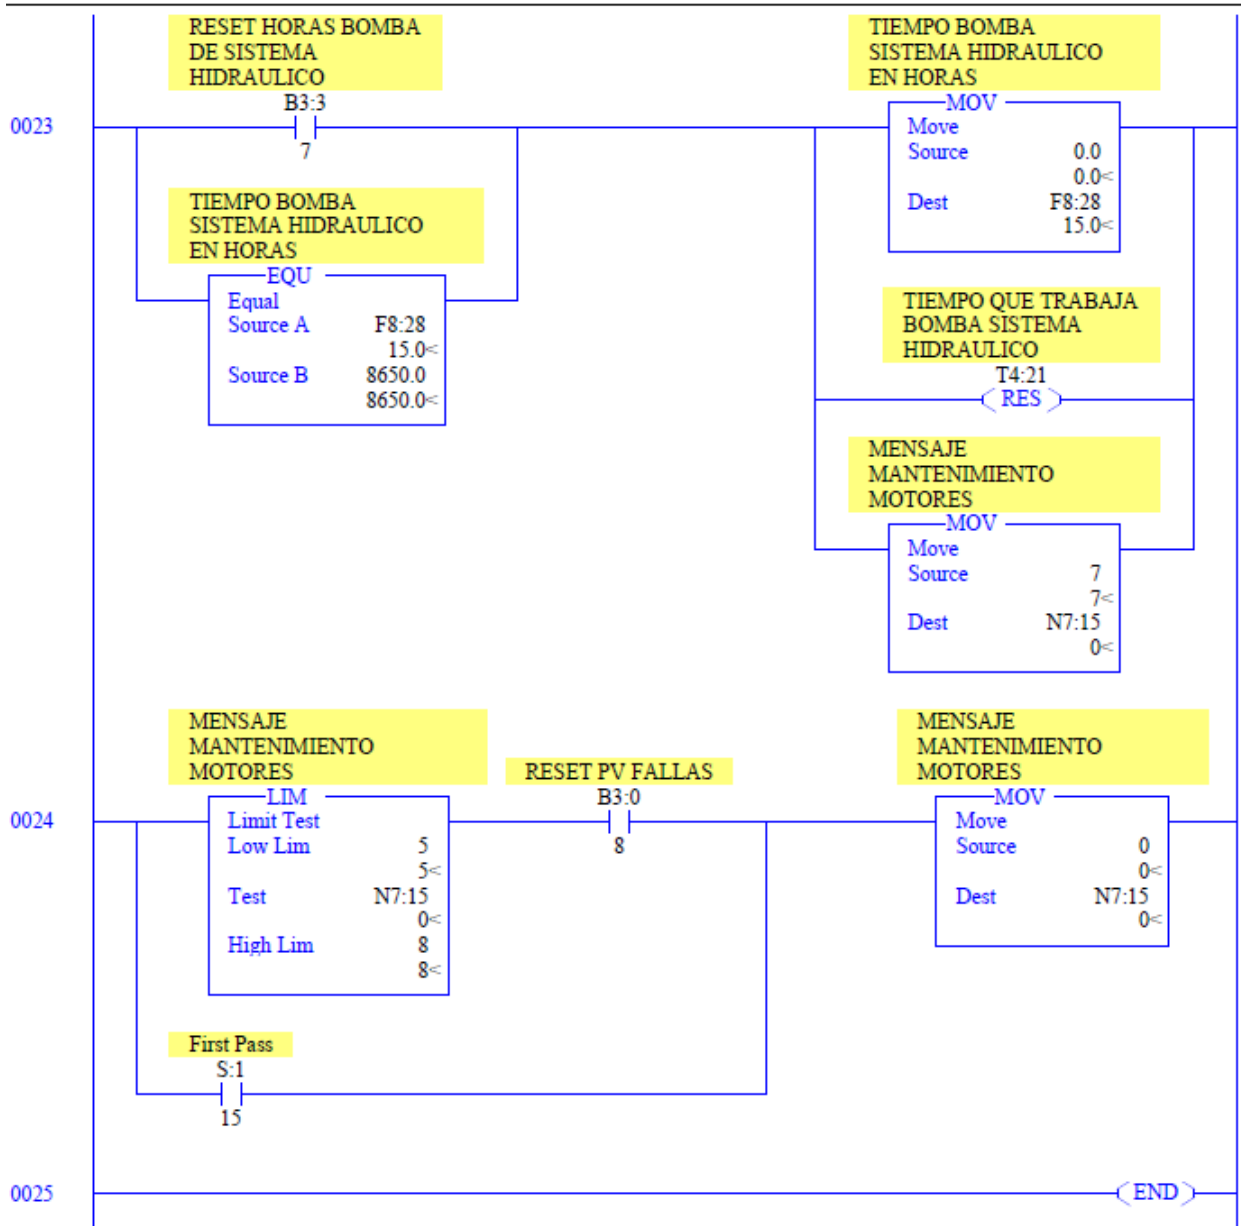 RESET HORAS BOMBA
DE SISTEMA
HIDRAULICO
B3:3
7
TIEMPO BOMBA
SISTEMA HIDRAULICO
EN HORAS
MOV
Move
Source 0.0
0.0<
Dest F8:28
15.0<
0023
TIEMPO BOMBA
SISTEMA HIDRAULICO
EN HORAS
EQU
Equal
Source A F8:28
15.0<
Source B 8650.0
8650.0<
TIEMPO QUE TRABAJA
BOMBA SISTEMA
HIDRAULICO
T4:21
RES
MENSAJE
MANTENIMIENTO
MOTORES
MOV
Move
Source 7
7<
Dest N7:15
0<
0024
MENSAJE
MANTENIMIENTO
MOTORES
LIM
Limit Test
Low Lim 5
5<
Test N7:15
0<
High Lim 8
8<
RESET PV FALLAS
B3:0
8
MENSAJE
MANTENIMIENTO
MOTORES
MOV
Move
Source 0
0<
Dest N7:15
0<
First Pass
S:1
15
0025
END